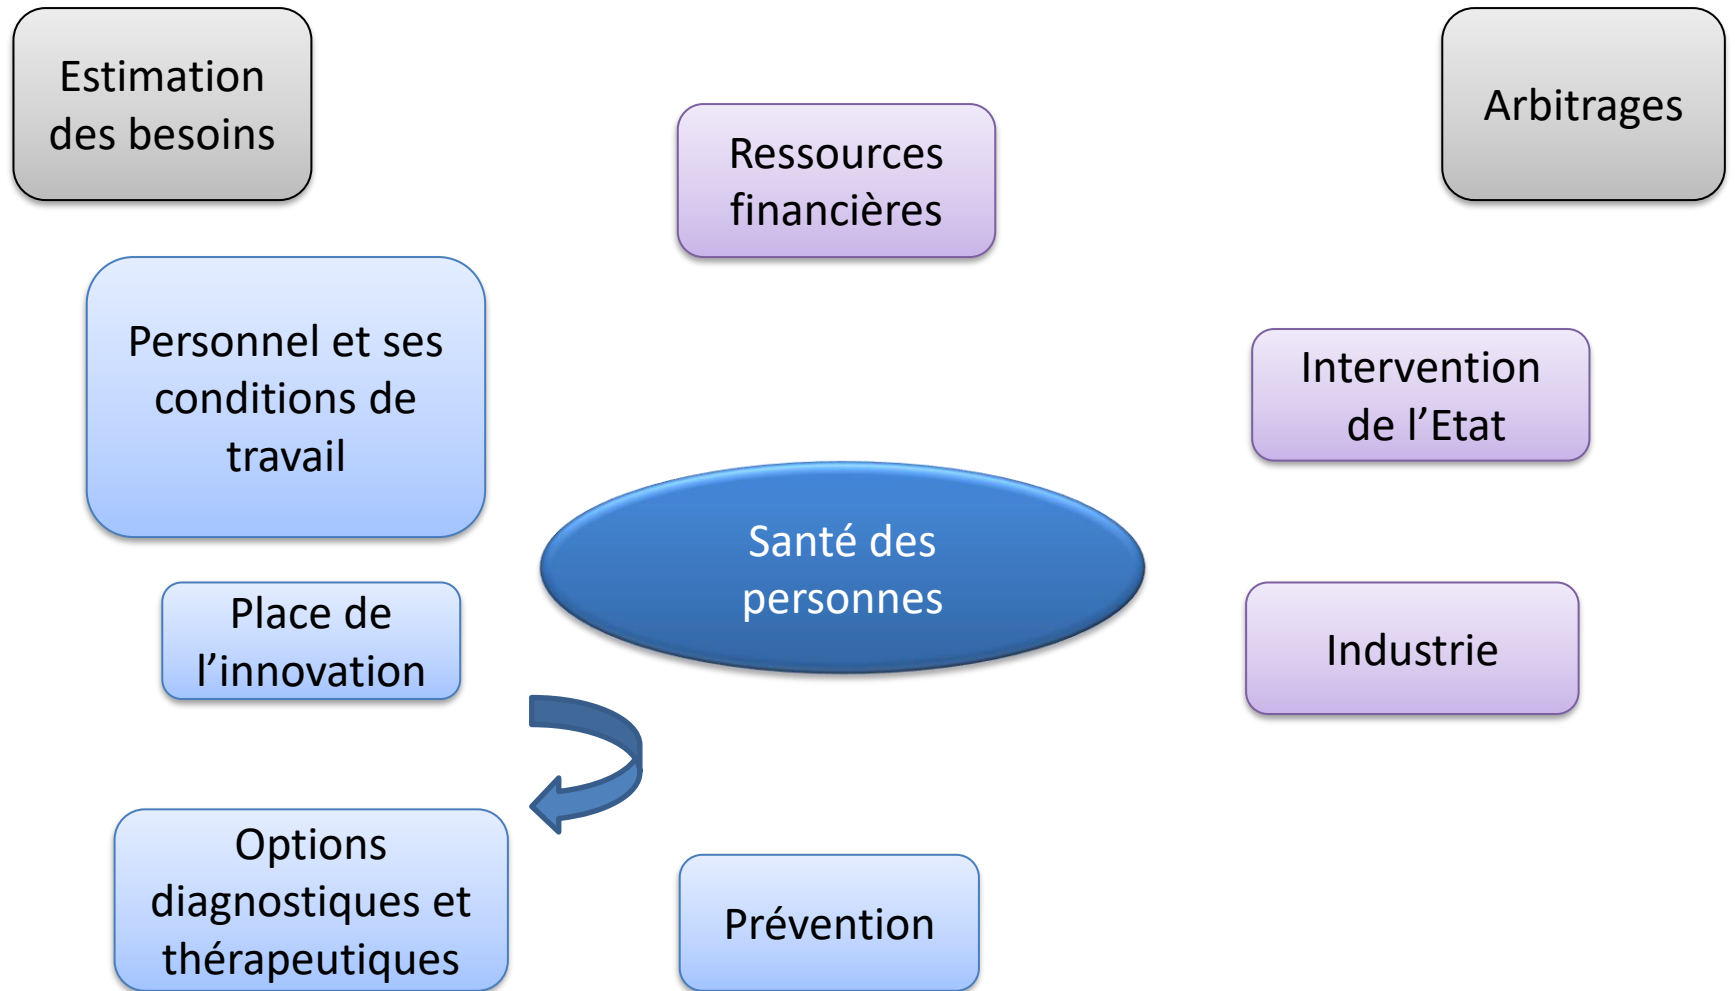 Estimation
des besoins
Arbitrages
Ressources
financières
Personnel et ses
conditions de
travail
Intervention
de l’Etat
Santé des
personnes
Place de
l’innovation
Industrie
Options
diagnostiques et
thérapeutiques
Prévention